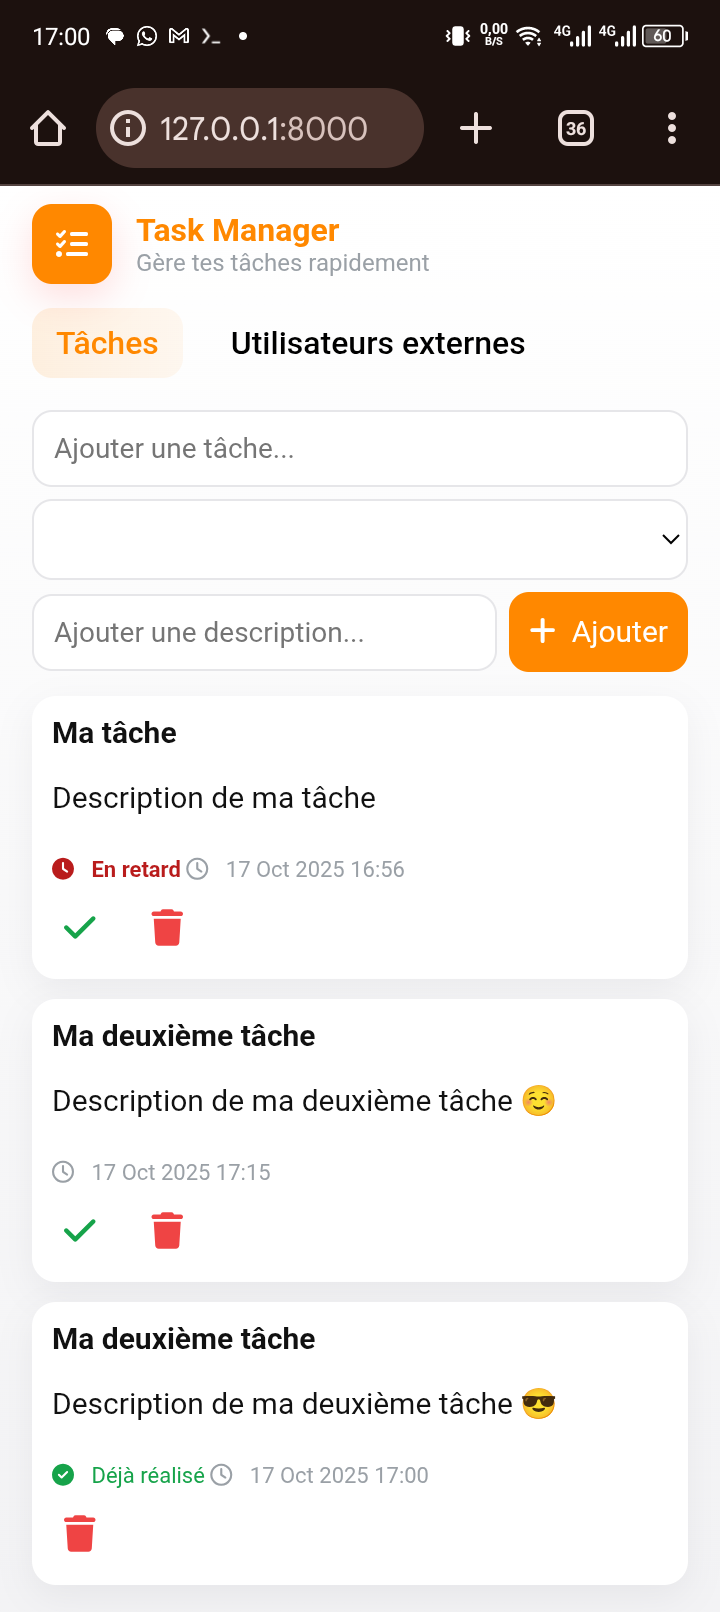 17:00 0,00 B/S 4G 4G 60
127.0.0.1:8000 36
Task Manager
Gère tes tâches rapidement
Tâches Utilisateurs externes
Ajouter une tâche...
Ajouter une description... Ajouter
Ma tâche
Description de ma tâche
En retard 17 Oct 2025 16:56
Ma deuxième tâche
Description de ma deuxième tâche ☺️
17 Oct 2025 17:15
Ma deuxième tâche
Description de ma deuxième tâche 😎
Déjà réalisé 17 Oct 2025 17:00